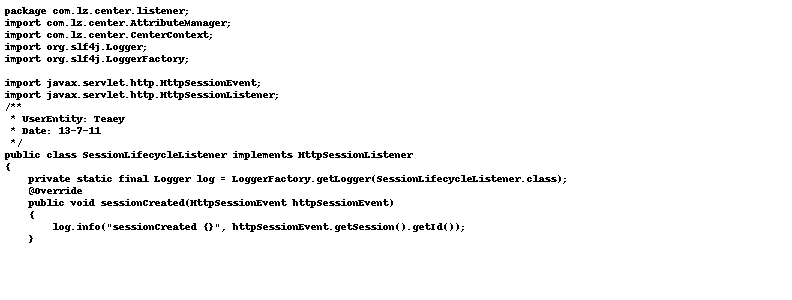 package com.lz.center.listener;
import com.lz.center.AttributeManager;
import com.lz.center.CenterContext;
import org.slf4j.Logger;
import org.slf4j.LoggerFactory;

import javax.servlet.http.HttpSessionEvent;
import javax.servlet.http.HttpSessionListener;
/**
 * UserEntity: Teaey
 * Date: 13-7-11
 */
public class SessionLifecycleListener implements HttpSessionListener
{
    private static final Logger log = LoggerFactory.getLogger(SessionLifecycleListener.class);
    @Override
    public void sessionCreated(HttpSessionEvent httpSessionEvent)
    {
        log.info("sessionCreated {}", httpSessionEvent.getSession().getId());
    }